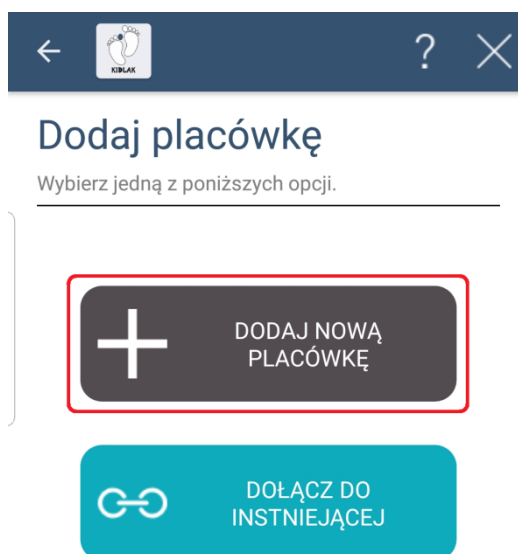 KIDLAK
?
Dodaj placówkę
Wybierz jedną z poniższych opcji.
DODAJ NOWĄ
PLACÓWKĘ
DOŁĄCZ DO
INSTNIEJĄCEJ